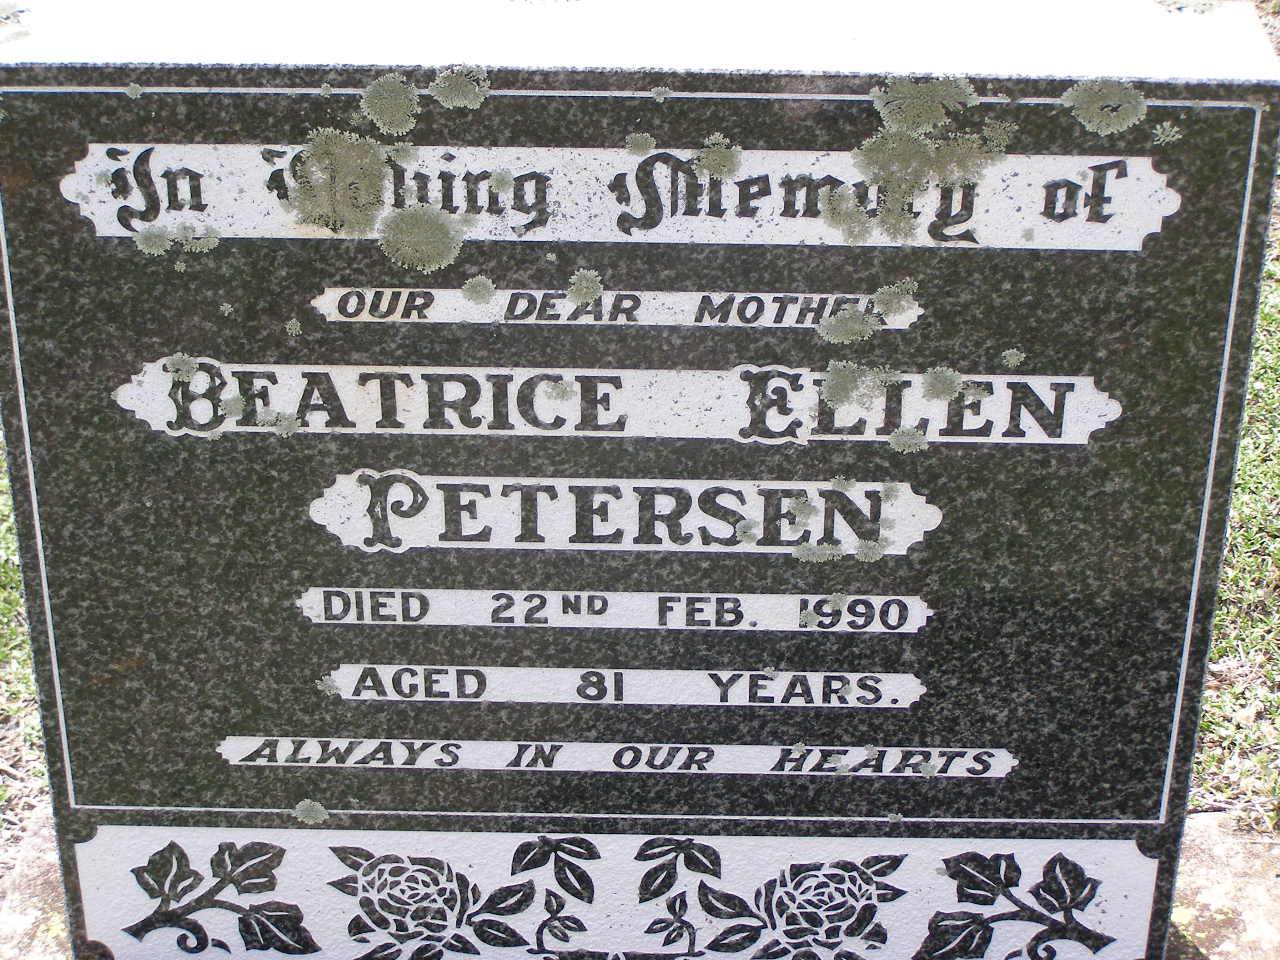 In Loving Memory of
OUR DEAR MOTHER
BEATRICE ELLEN
PETERSEN
DIED 22ND FEB. 1990
AGED 81 YEARS.
ALWAYS IN OUR HEARTS